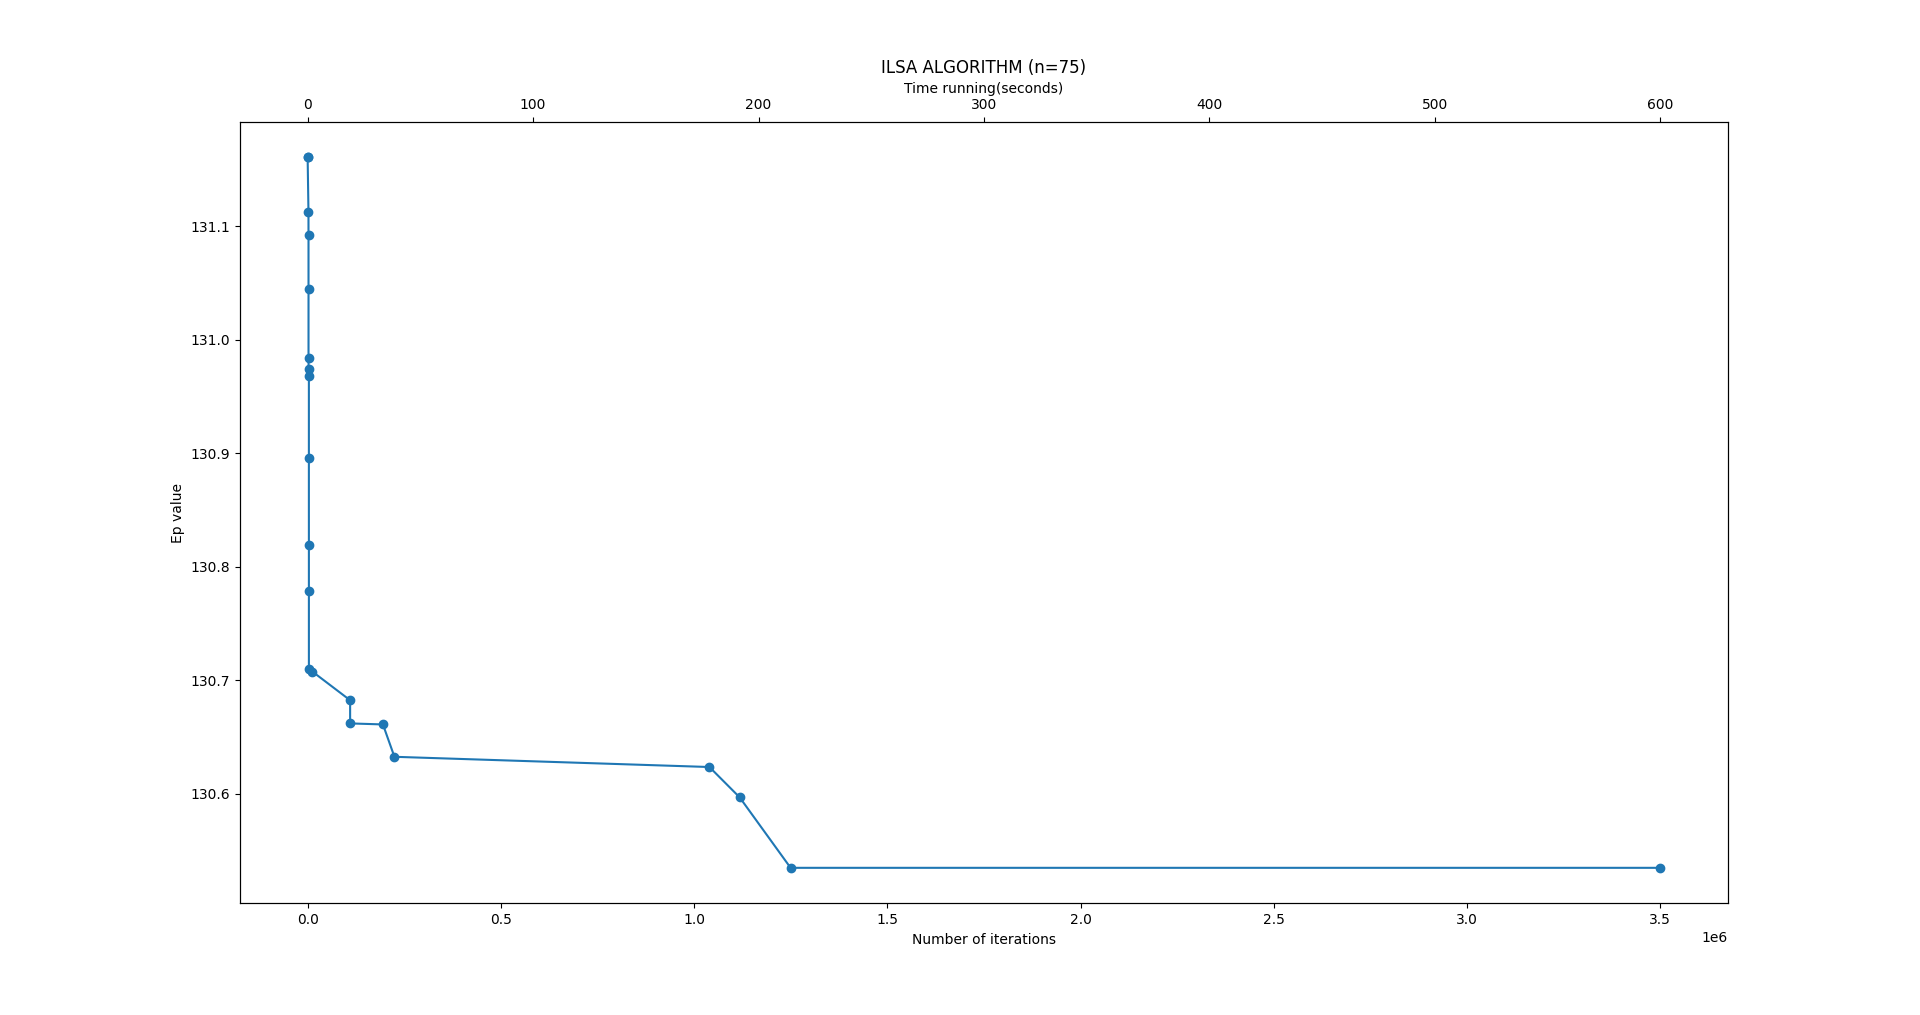 ILSA ALGORITHM (n=75)
Time running(seconds)
0 100 200 300 400 500 600
131.1
131.0
130.9
130.8
130.7
130.6
Ep value
0.0 0.5 1.0 1.5 2.0 2.5 3.0 3.5
1e6
Number of iterations